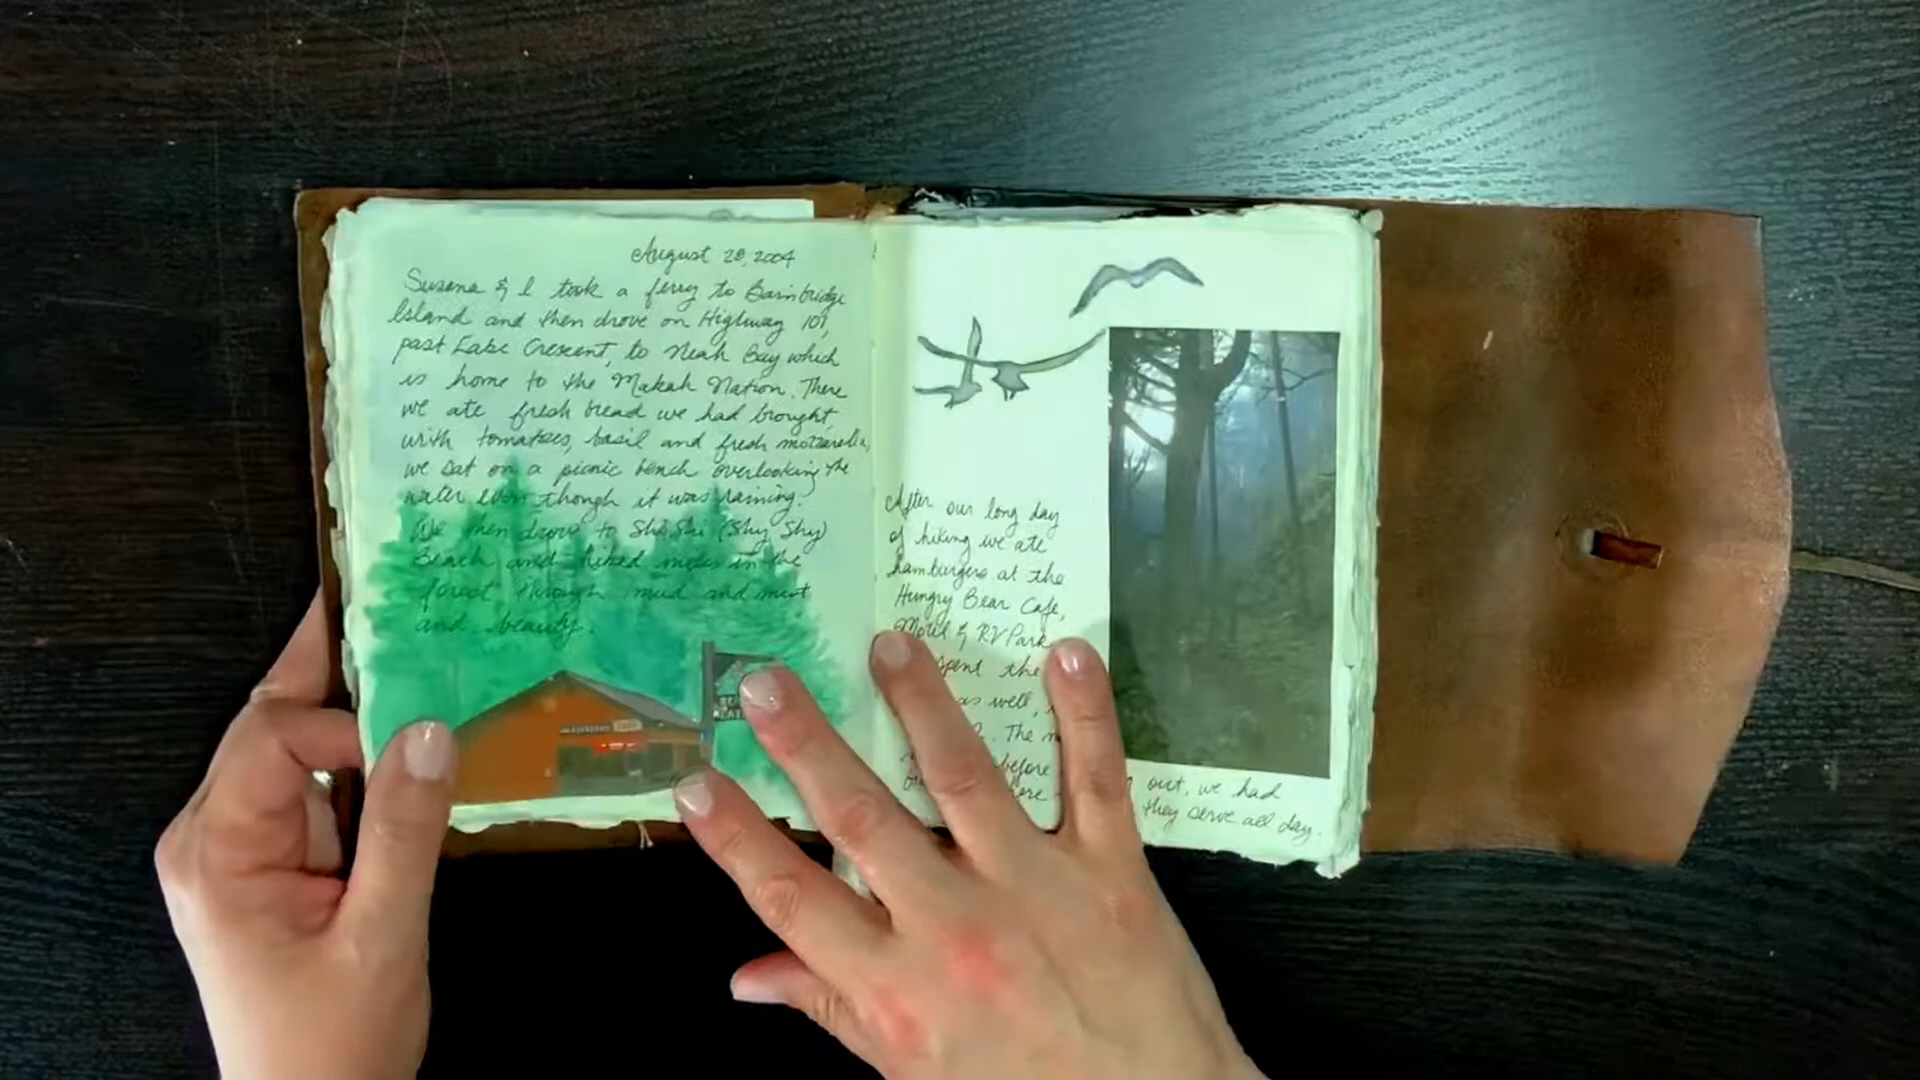 August 28, 2004
Susana & I took a ferry to Bainbridge
Island and then drove on Highway 101,
past Lake Crescent, to Neah Bay which
is home to the Makah Nation. There
we ate fresh bread we had brought,
with tomatoes, basil and fresh mozzarella,
we sat on a picnic bench overlooking the
water even though it was raining.
We then drove to Shi Shi (Shy Shy)
Beach and hiked miles in the
forest through mud and mist
and beauty.
After our long day
of hiking we ate
hamburgers at the
Hungry Bear Cafe,
Motel & RV Park
spent the
as well,
The
before out, we had
they serve all day.